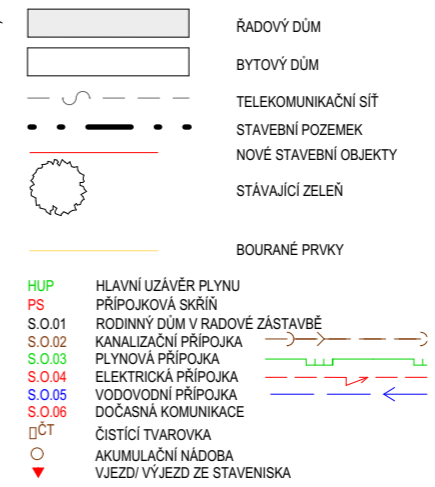 ŘADOVÝ DŮM
BYTOVÝ DŮM
TELEKOMUNIKAČNÍ SÍŤ
STAVEBNÍ POZEMEK
NOVÉ STAVEBNÍ OBJEKTY
STÁVAJÍCÍ ZELEŇ
BOURANÉ PRVKY
HUP HLAVNÍ UZÁVĚR PLYNU
PS PŘÍPOJKOVÁ SKŘÍŇ
S.O.01 RODINNÝ DŮM V RADOVÉ ZÁSTAVBĚ
S.O.02 KANALIZAČNÍ PŘÍPOJKA
S.O.03 PLYNOVÁ PŘÍPOJKA
S.O.04 ELEKTRICKÁ PŘÍPOJKA
S.O.05 VODOVODNÍ PŘÍPOJKA
S.O.06 DOČASNÁ KOMUNIKACE
ČT ČISTÍCÍ TVAROVKA
AKUMULAČNÍ NÁDOBA
VJEZD/ VÝJEZD ZE STAVENISKA